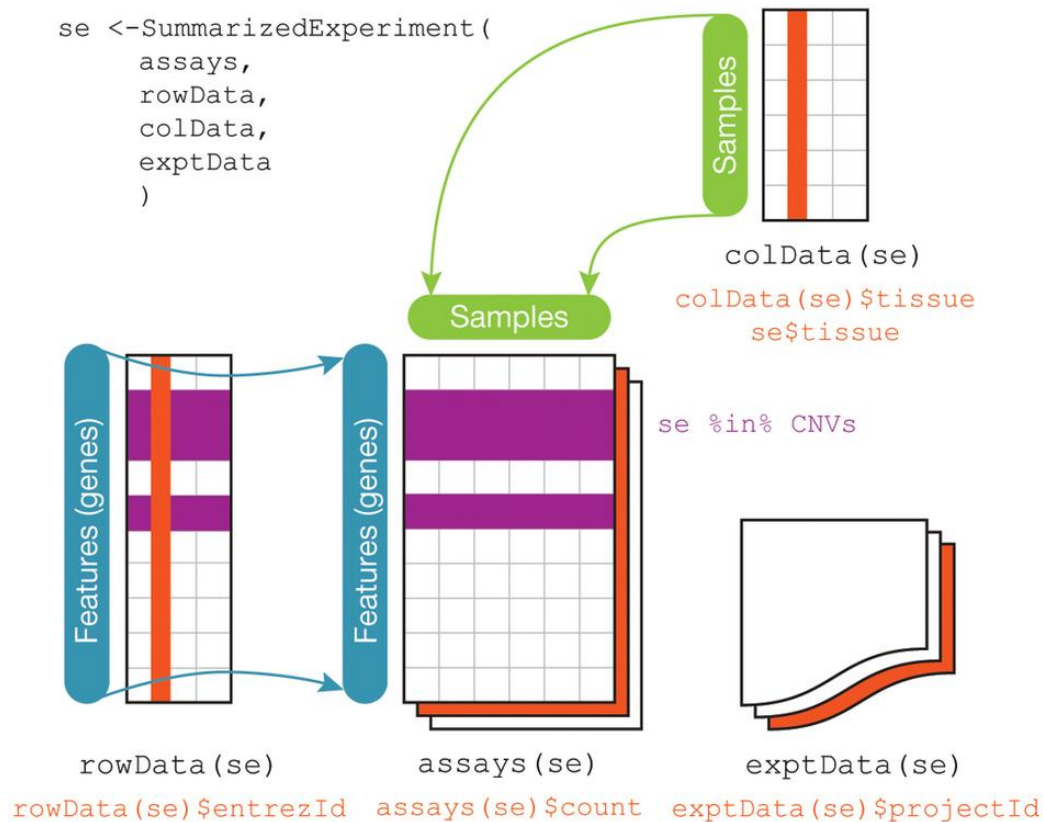 se <-SummarizedExperiment(
assays,
rowData,
colData,
exptData
)
Samples
colData(se)
colData(se)$tissue
se$tissue
Samples
Features (genes)
Features (genes)
se %in% CNVs
rowData(se)
assays(se)
exptData(se)
rowData(se)$entrezId
assays(se)$count
exptData(se)$projectId